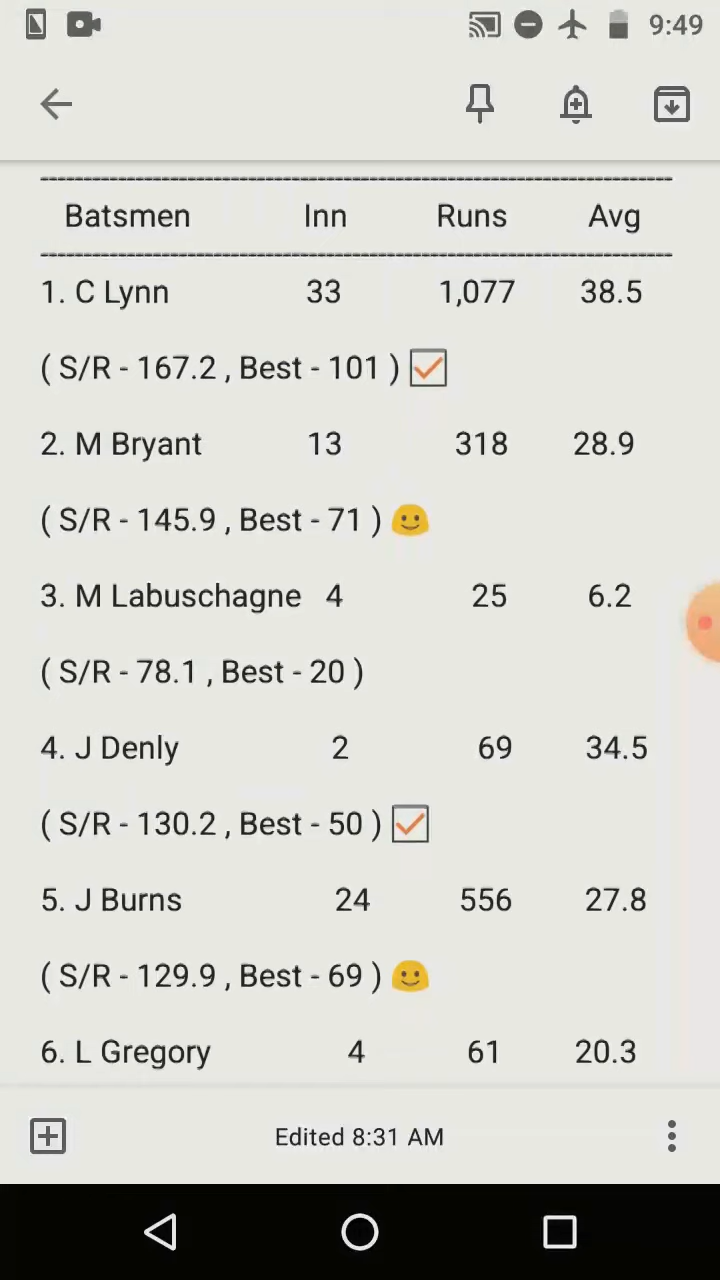 9:49
Batsmen Inn Runs Avg
1. C Lynn 33 1,077 38.5
( S/R - 167.2 , Best - 101 ) ☑
2. M Bryant 13 318 28.9
( S/R - 145.9 , Best - 71 ) 🙂
3. M Labuschagne 4 25 6.2
( S/R - 78.1 , Best - 20 )
4. J Denly 2 69 34.5
( S/R - 130.2 , Best - 50 ) ☑
5. J Burns 24 556 27.8
( S/R - 129.9 , Best - 69 ) 🙂
6. L Gregory 4 61 20.3
Edited 8:31 AM